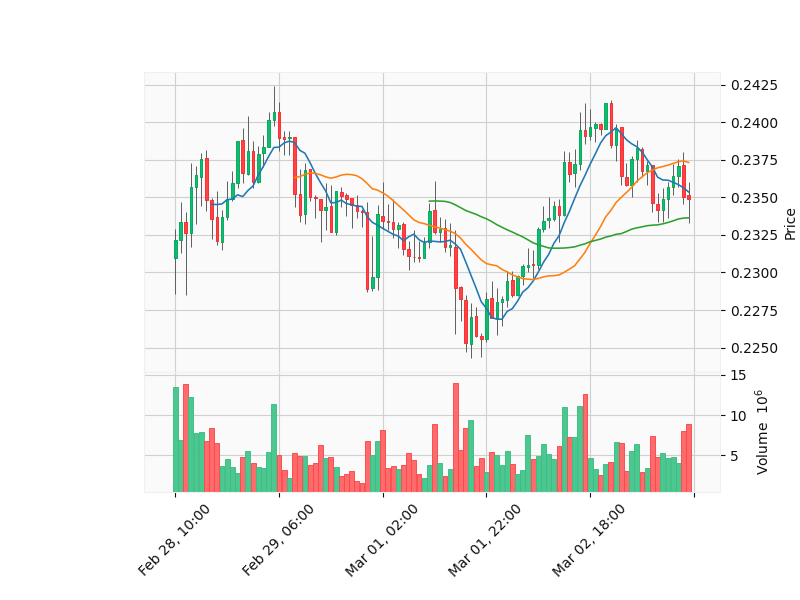 0.2425
0.2400
0.2375
0.2350
0.2325
0.2300
0.2275
0.2250
Price
15
10
5
Volume 10^6
Feb 28, 10:00
Feb 29, 06:00
Mar 01, 02:00
Mar 01, 22:00
Mar 02, 18:00